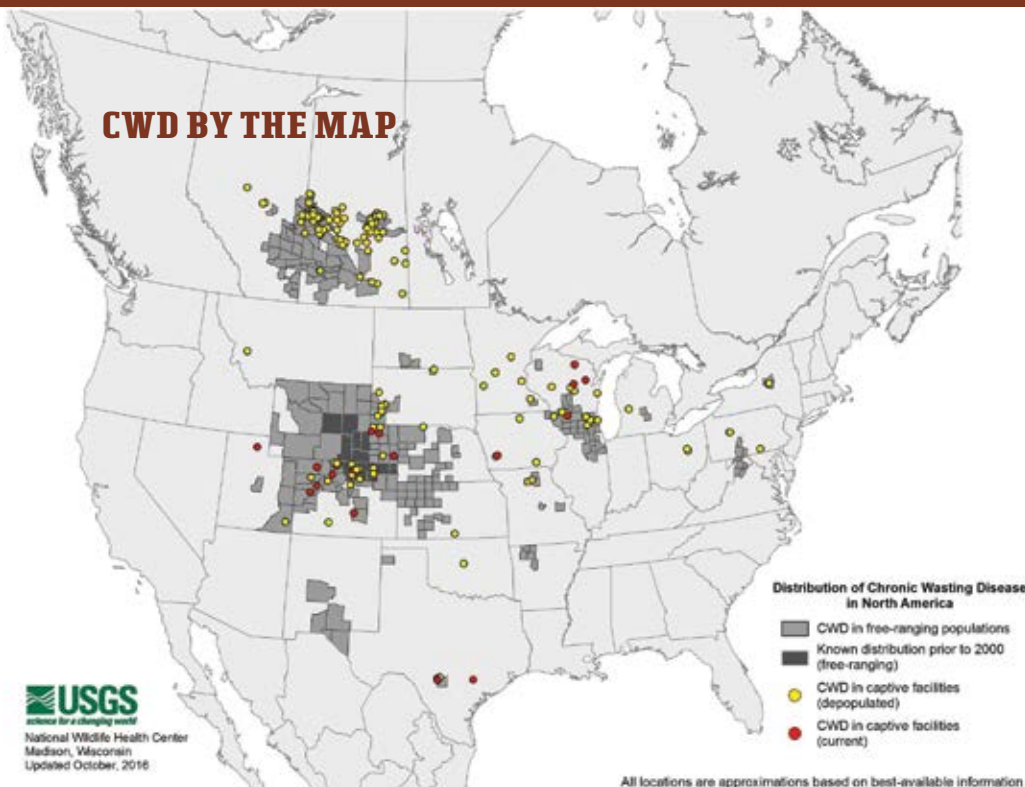 CWD BY THE MAP
Distribution of Chronic Wasting Disease
in North America
CWD in free-ranging populations
Known distribution prior to 2000
(free-ranging)
CWD in captive facilities
(depopulated)
CWD in captive facilities
(current)
USGS
science for a changing world
National Wildlife Health Center
Madison, Wisconsin
Updated October, 2016
All locations are approximations based on best-available information